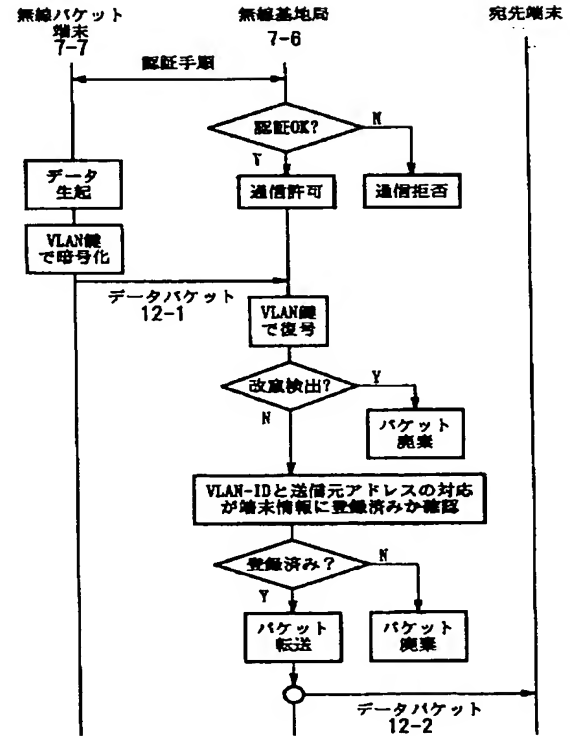 無線パケット
端末
7-7
無線基地局
7-6
宛先端末
認証手順
認証OK?
N
Y
データ
生起
通信許可
通信拒否
VLAN鍵
で暗号化
データパケット
12-1
VLAN鍵
で復号
改竄検出?
Y
N
パケット
廃棄
VLAN-IDと送信元アドレスの対応
が端末情報に登録済みか確認
登録済み?
N
Y
パケット
転送
パケット
廃棄
データパケット
12-2